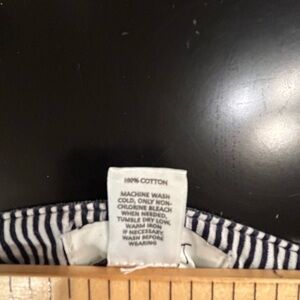 100% COTTON
MACHINE WASH
COLD, ONLY NON-
CHLORINE BLEACH
WHEN NEEDED,
TUMBLE DRY LOW,
WARM IRON
IF NECESSARY,
WASH BEFORE
WEARING